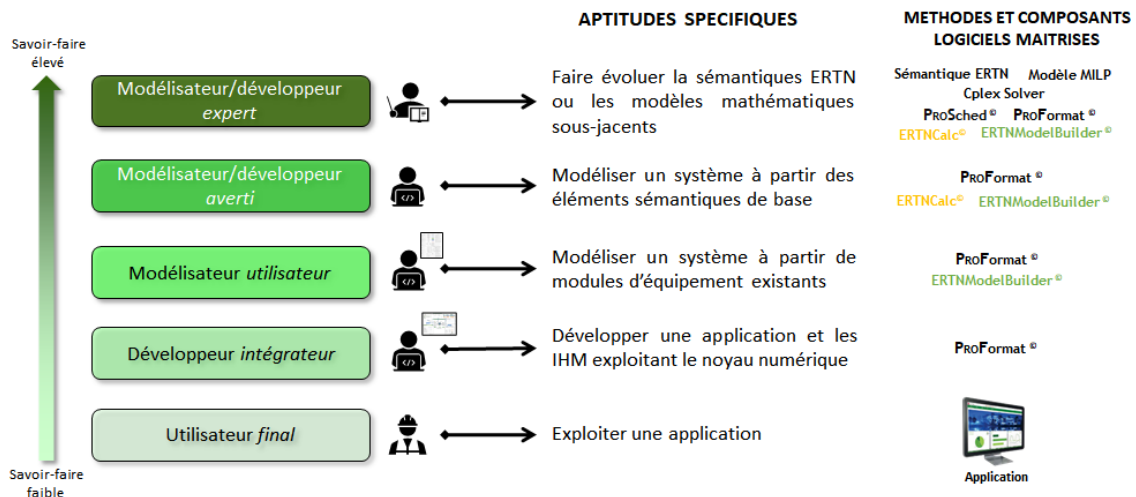 APTITUDES SPECIFIQUES
METHODES ET COMPOSANTS
LOGICIELS MAITRISES
Savoir-faire
élevé
Modélisateur/développeur
expert
Faire évoluer la sémantiques ERTN
ou les modèles mathématiques
sous-jacents
Sémantique ERTN Modèle MILP
Cplex Solver
PROSched © PROFormat ©
ERTNCalc© ERTNModelBuilder©
Modélisateur/développeur
averti
Modéliser un système à partir des
éléments sémantiques de base
PROFormat ©
ERTNCalc© ERTNModelBuilder©
Modélisateur utilisateur
Modéliser un système à partir de
modules d'équipement existants
PROFormat ©
ERTNModelBuilder©
Développeur intégrateur
Développer une application et les
IHM exploitant le noyau numérique
PROFormat ©
Utilisateur final
Exploiter une application
Application
Savoir-faire
faible